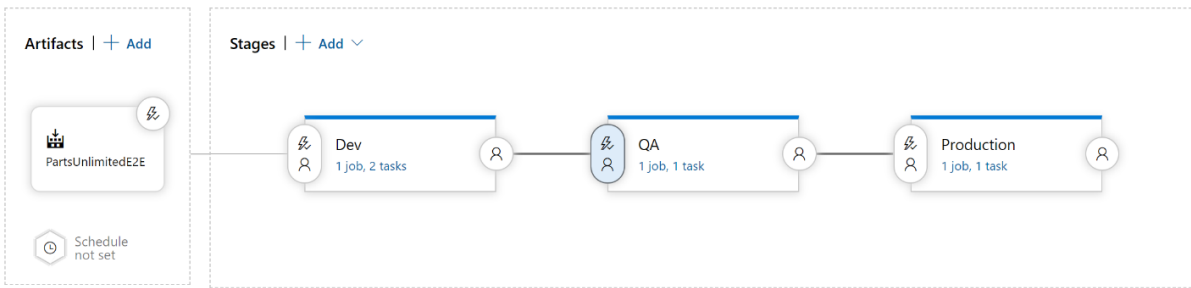 Artifacts | + Add
Stages | + Add
PartsUnlimitedE2E
Schedule
not set
Dev
1 job, 2 tasks
QA
1 job, 1 task
Production
1 job, 1 task